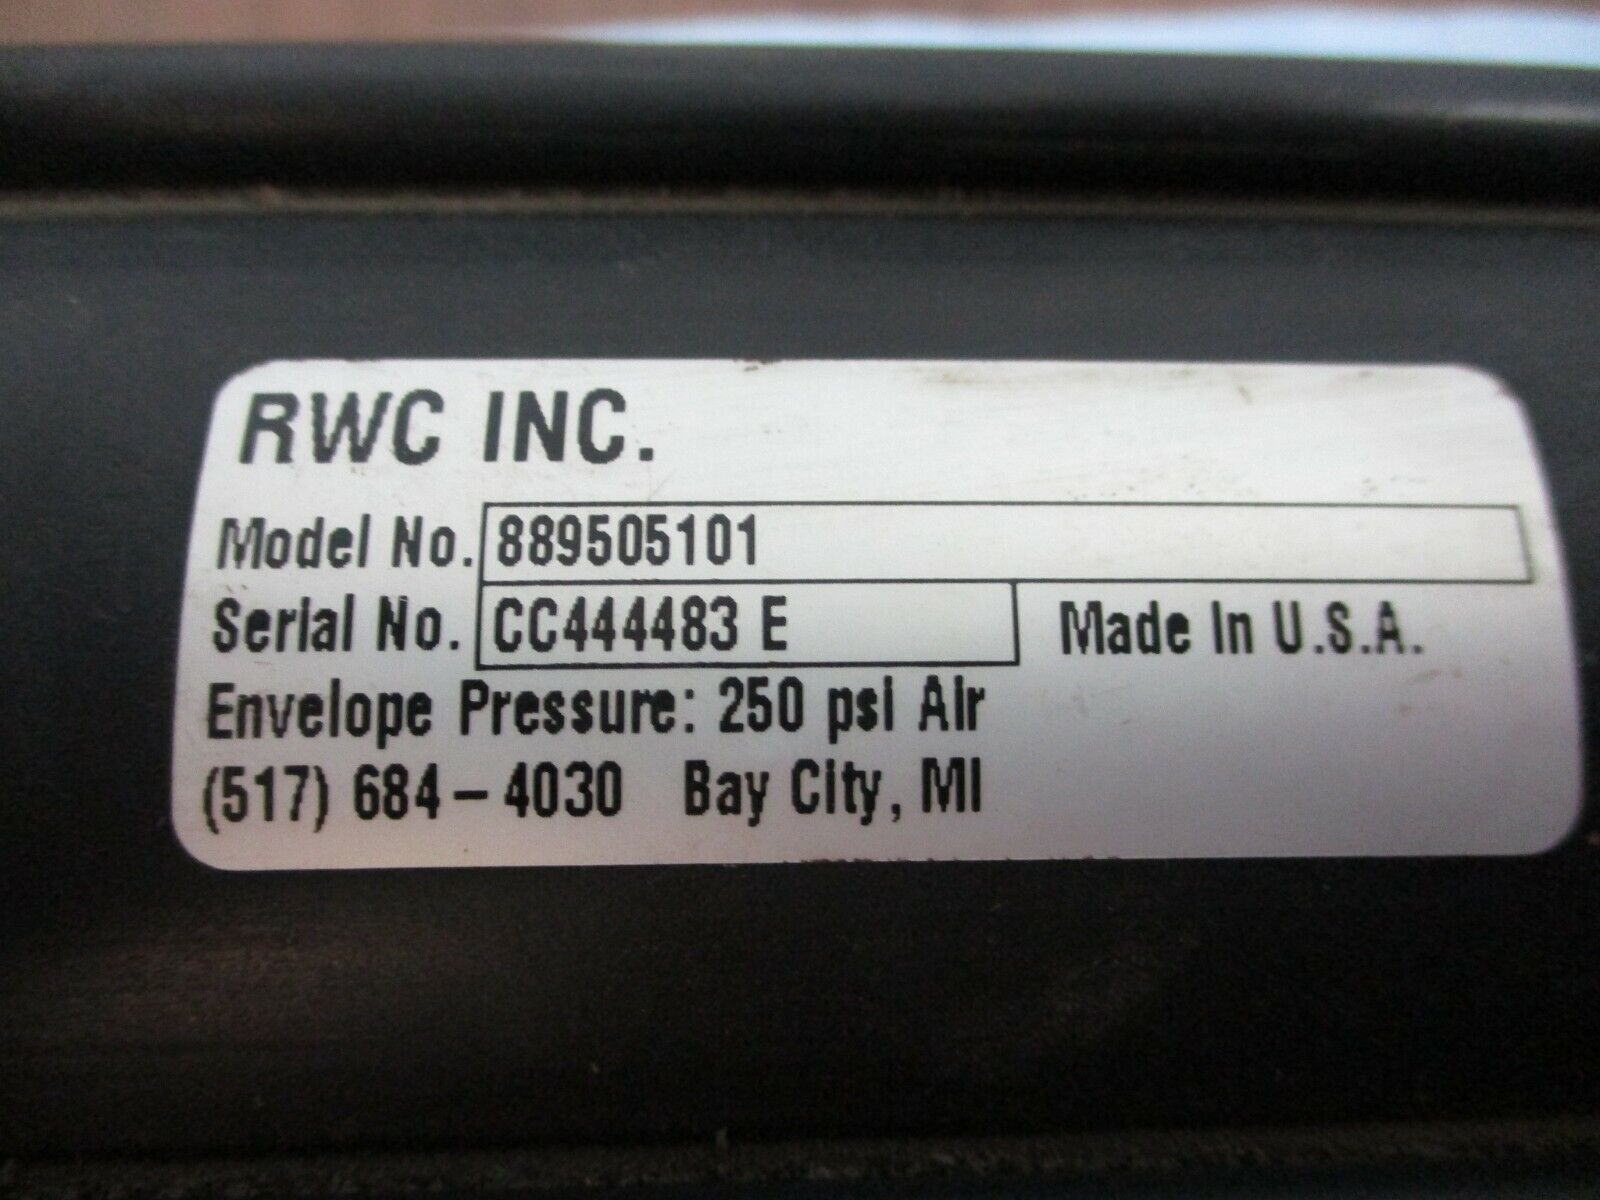 RWC INC.
Model No. 889505101
Serial No. CC444483 E Made In U.S.A.
Envelope Pressure: 250 psi Air
(517) 684-4030 Bay City, MI